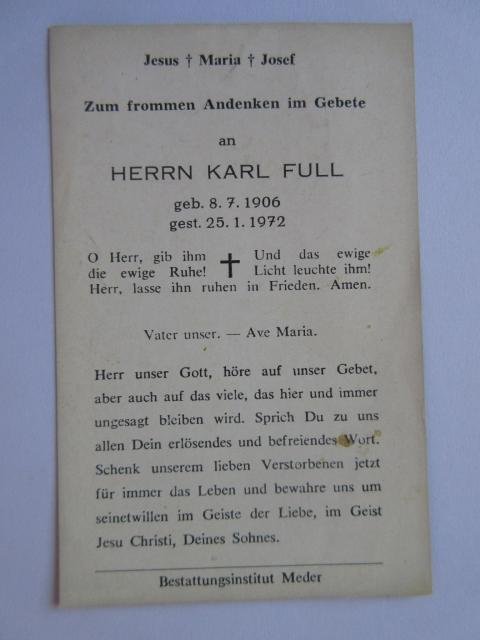 Jesus † Maria † Josef
Zum frommen Andenken im Gebete
an
HERRN KARL FULL
geb. 8. 7. 1906
gest. 25. 1. 1972
O Herr, gib ihm † Und das ewige
die ewige Ruhe! Licht leuchte ihm!
Herr, lasse ihn ruhen in Frieden. Amen.
Vater unser. — Ave Maria.
Herr unser Gott, höre auf unser Gebet,
aber auch auf das viele, das hier und immer
ungesagt bleiben wird. Sprich Du zu uns
allen Dein erlösendes und befreiendes Wort.
Schenk unserem lieben Verstorbenen jetzt
für immer das Leben und bewahre uns um
seinetwillen im Geiste der Liebe, im Geist
Jesu Christi, Deines Sohnes.
Bestattungsinstitut Meder